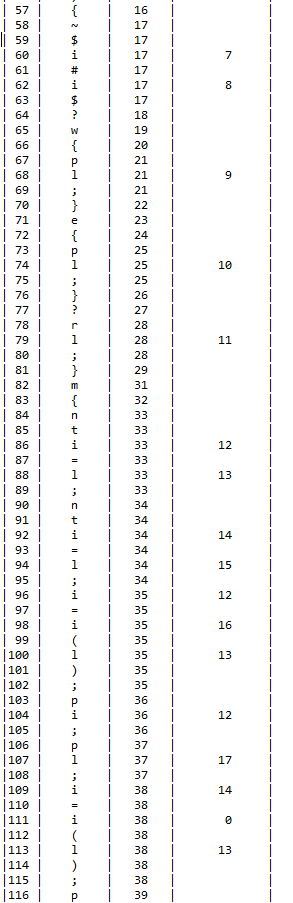 | 57 | { | 16 | |
| 58 | ~ | 17 | |
| 59 | $ | 17 | |
| 60 | i | 17 | 7 |
| 61 | # | 17 | |
| 62 | i | 17 | 8 |
| 63 | $ | 17 | |
| 64 | ? | 18 | |
| 65 | w | 19 | |
| 66 | { | 20 | |
| 67 | p | 21 | |
| 68 | l | 21 | 9 |
| 69 | ; | 21 | |
| 70 | } | 22 | |
| 71 | e | 23 | |
| 72 | { | 24 | |
| 73 | p | 25 | |
| 74 | l | 25 | 10 |
| 75 | ; | 25 | |
| 76 | } | 26 | |
| 77 | ? | 27 | |
| 78 | r | 28 | |
| 79 | l | 28 | 11 |
| 80 | ; | 28 | |
| 81 | } | 29 | |
| 82 | m | 31 | |
| 83 | { | 32 | |
| 84 | n | 33 | |
| 85 | t | 33 | |
| 86 | i | 33 | 12 |
| 87 | = | 33 | |
| 88 | l | 33 | 13 |
| 89 | ; | 33 | |
| 90 | n | 34 | |
| 91 | t | 34 | |
| 92 | i | 34 | 14 |
| 93 | = | 34 | |
| 94 | l | 34 | 15 |
| 95 | ; | 34 | |
| 96 | i | 35 | 12 |
| 97 | = | 35 | |
| 98 | i | 35 | 16 |
| 99 | ( | 35 | |
|100 | l | 35 | 13 |
|101 | ) | 35 | |
|102 | ; | 35 | |
|103 | p | 36 | |
|104 | i | 36 | 12 |
|105 | ; | 36 | |
|106 | p | 37 | |
|107 | l | 37 | 17 |
|108 | ; | 37 | |
|109 | i | 38 | 14 |
|110 | = | 38 | |
|111 | i | 38 | 0 |
|112 | ( | 38 | |
|113 | l | 38 | 13 |
|114 | ) | 38 | |
|115 | ; | 38 | |
|116 | p | 39 | |